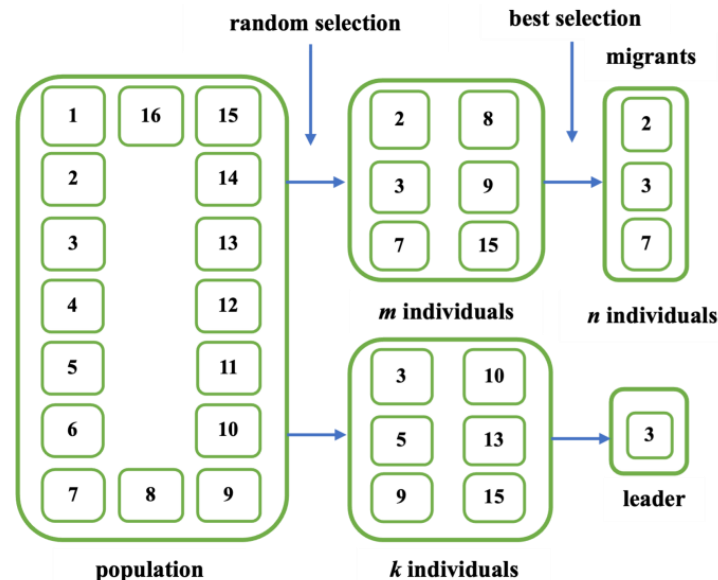 random selection
best selection
migrants
1 16 15
2 14
3 13
4 12
5 11
6 10
7 8 9
population
2 8
3 9
7 15
m individuals
2
3
7
n individuals
3 10
5 13
9 15
k individuals
3
leader